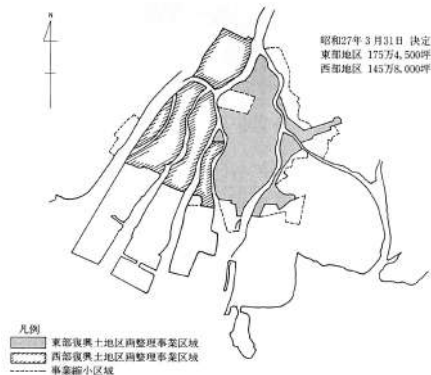 N
昭和27年3月31日 決定
東部地区 175万4,500坪
西部地区 145万8,000坪
凡例
東部復興土地区画整理事業区域
西部復興土地区画整理事業区域
事業縮小区域